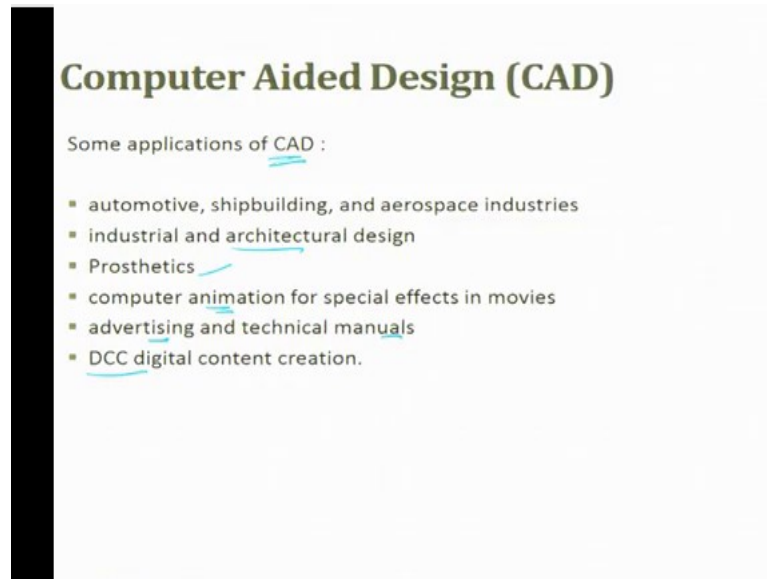 Computer Aided Design (CAD)
Some applications of CAD :
▪ automotive, shipbuilding, and aerospace industries
▪ industrial and architectural design
▪ Prosthetics
▪ computer animation for special effects in movies
▪ advertising and technical manuals
▪ DCC digital content creation.